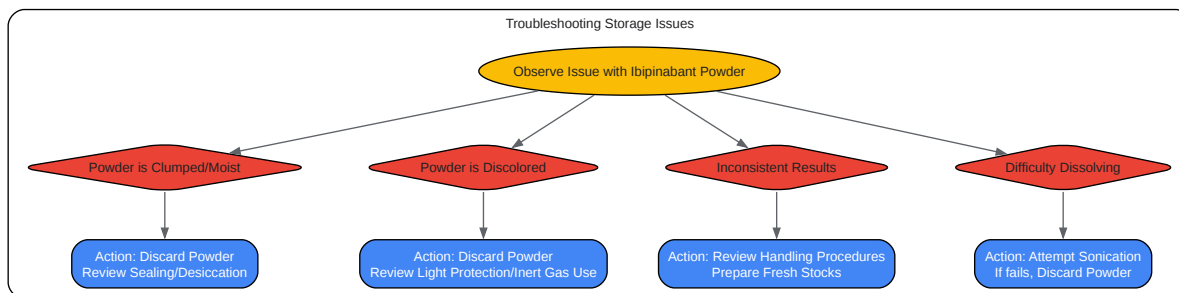 Troubleshooting Storage Issues
Observe Issue with Ibipinabant Powder
Powder is Clumped/Moist
Powder is Discolored
Inconsistent Results
Difficulty Dissolving
Action: Discard Powder
Review Sealing/Desiccation
Action: Discard Powder
Review Light Protection/Inert Gas Use
Action: Review Handling Procedures
Prepare Fresh Stocks
Action: Attempt Sonication
If fails, Discard Powder